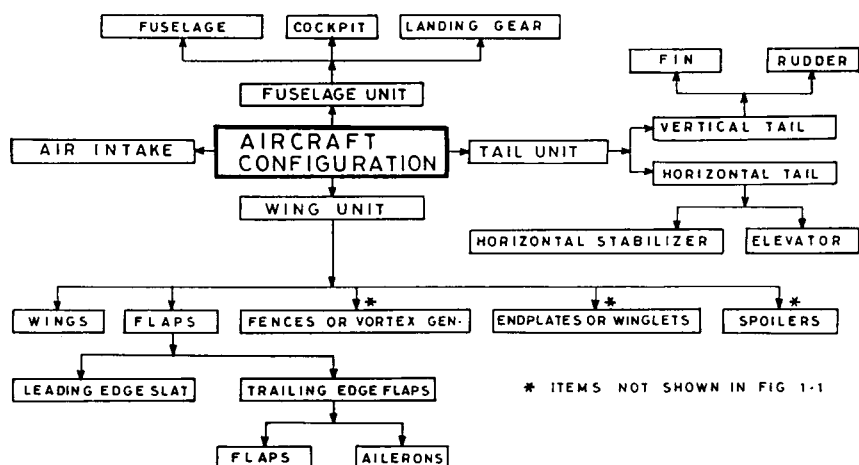 FUSELAGE
COCKPIT
LANDING GEAR
FIN
RUDDER
FUSELAGE UNIT
VERTICAL TAIL
AIR INTAKE
AIRCRAFT
CONFIGURATION
TAIL UNIT
HORIZONTAL TAIL
WING UNIT
HORIZONTAL STABILIZER
ELEVATOR
*
*
*
WINGS
FLAPS
FENCES OR VORTEX GEN.
ENDPLATES OR WINGLETS
SPOILERS
LEADING EDGE SLAT
TRAILING EDGE FLAPS
* ITEMS NOT SHOWN IN FIG 1-1
FLAPS
AILERONS